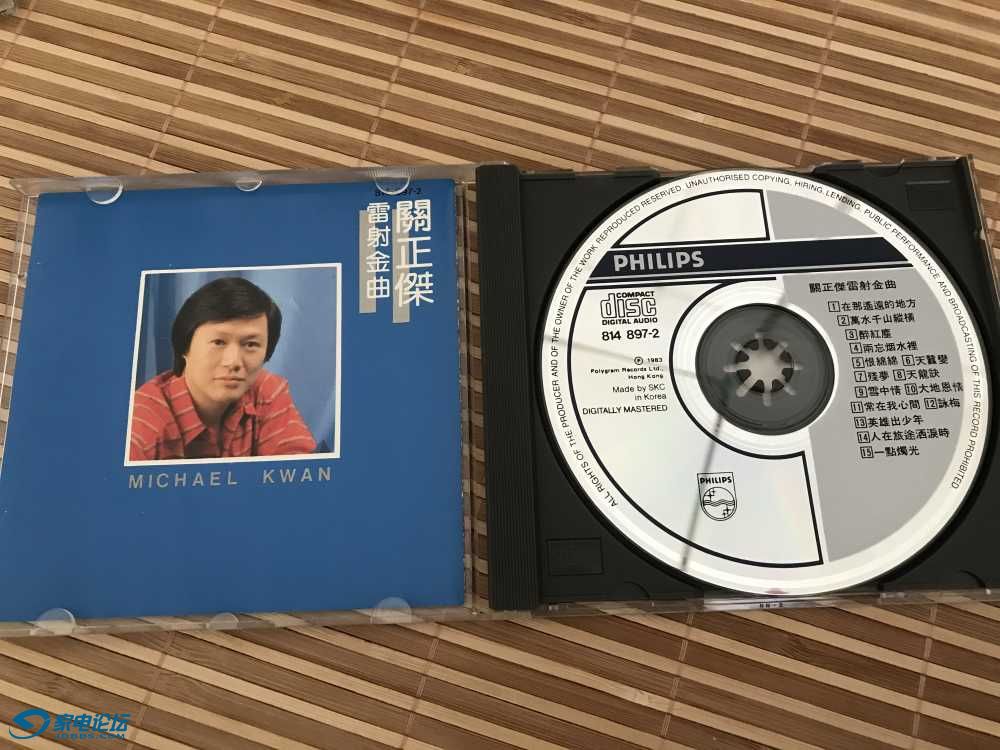 關正傑
雷射金曲
MICHAEL KWAN
ALL RIGHTS OF THE PRODUCER AND OF THE OWNER OF THE WORK REPRODUCED RESERVED. UNAUTHORISED COPYING, HIRING, LENDING, PUBLIC PERFORMANCE AND BROADCASTING OF THIS RECORD PROHIBITED
PHILIPS
COMPACT
disc
DIGITAL AUDIO
814 897-2
℗ 1983
Polygram Records Ltd.,
Hong Kong
Made by SKC
in Korea
DIGITALLY MASTERED
關正傑雷射金曲
1 在那遙遠的地方
2 萬水千山縱橫
3 醉紅塵
4 兩忘烟水裡
5 恨綿綿 6 天蠶變
7 殘夢 8 天龍訣
9 雪中情 10 大地恩情
11 常在我心間 12 詠梅
13 英雄出少年
14 人在旅途洒淚時
15 一點燭光
PHILIPS
家电论坛
JDBBS.COM